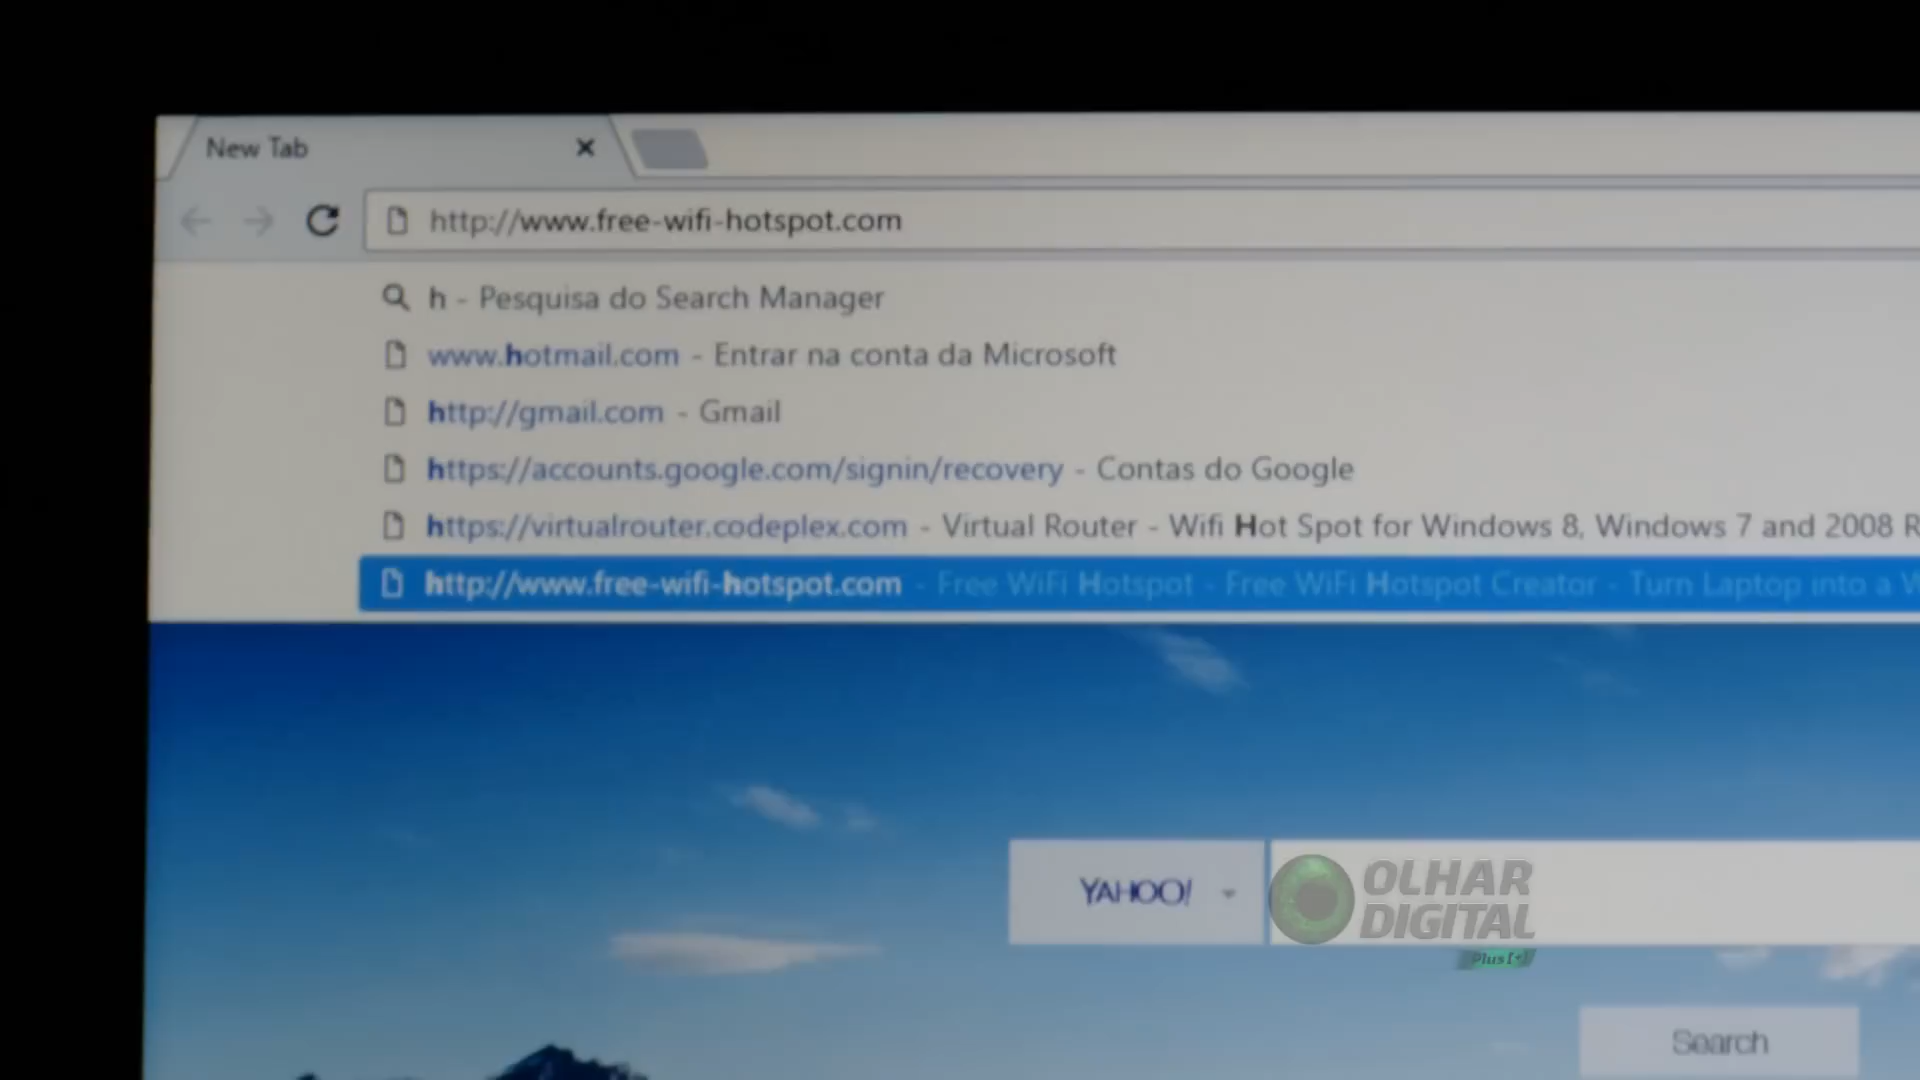 New Tab
http://www.free-wifi-hotspot.com
h - Pesquisa do Search Manager
www.hotmail.com - Entrar na conta da Microsoft
http://gmail.com - Gmail
https://accounts.google.com/signin/recovery - Contas do Google
https://virtualrouter.codeplex.com - Virtual Router - Wifi Hot Spot for Windows 8, Windows 7 and 2008 R
http://www.free-wifi-hotspot.com - Free WiFi Hotspot - Free WiFi Hotspot Creator - Turn Laptop into a W
YAHOO!
OLHAR
DIGITAL
Plus[+]
Search